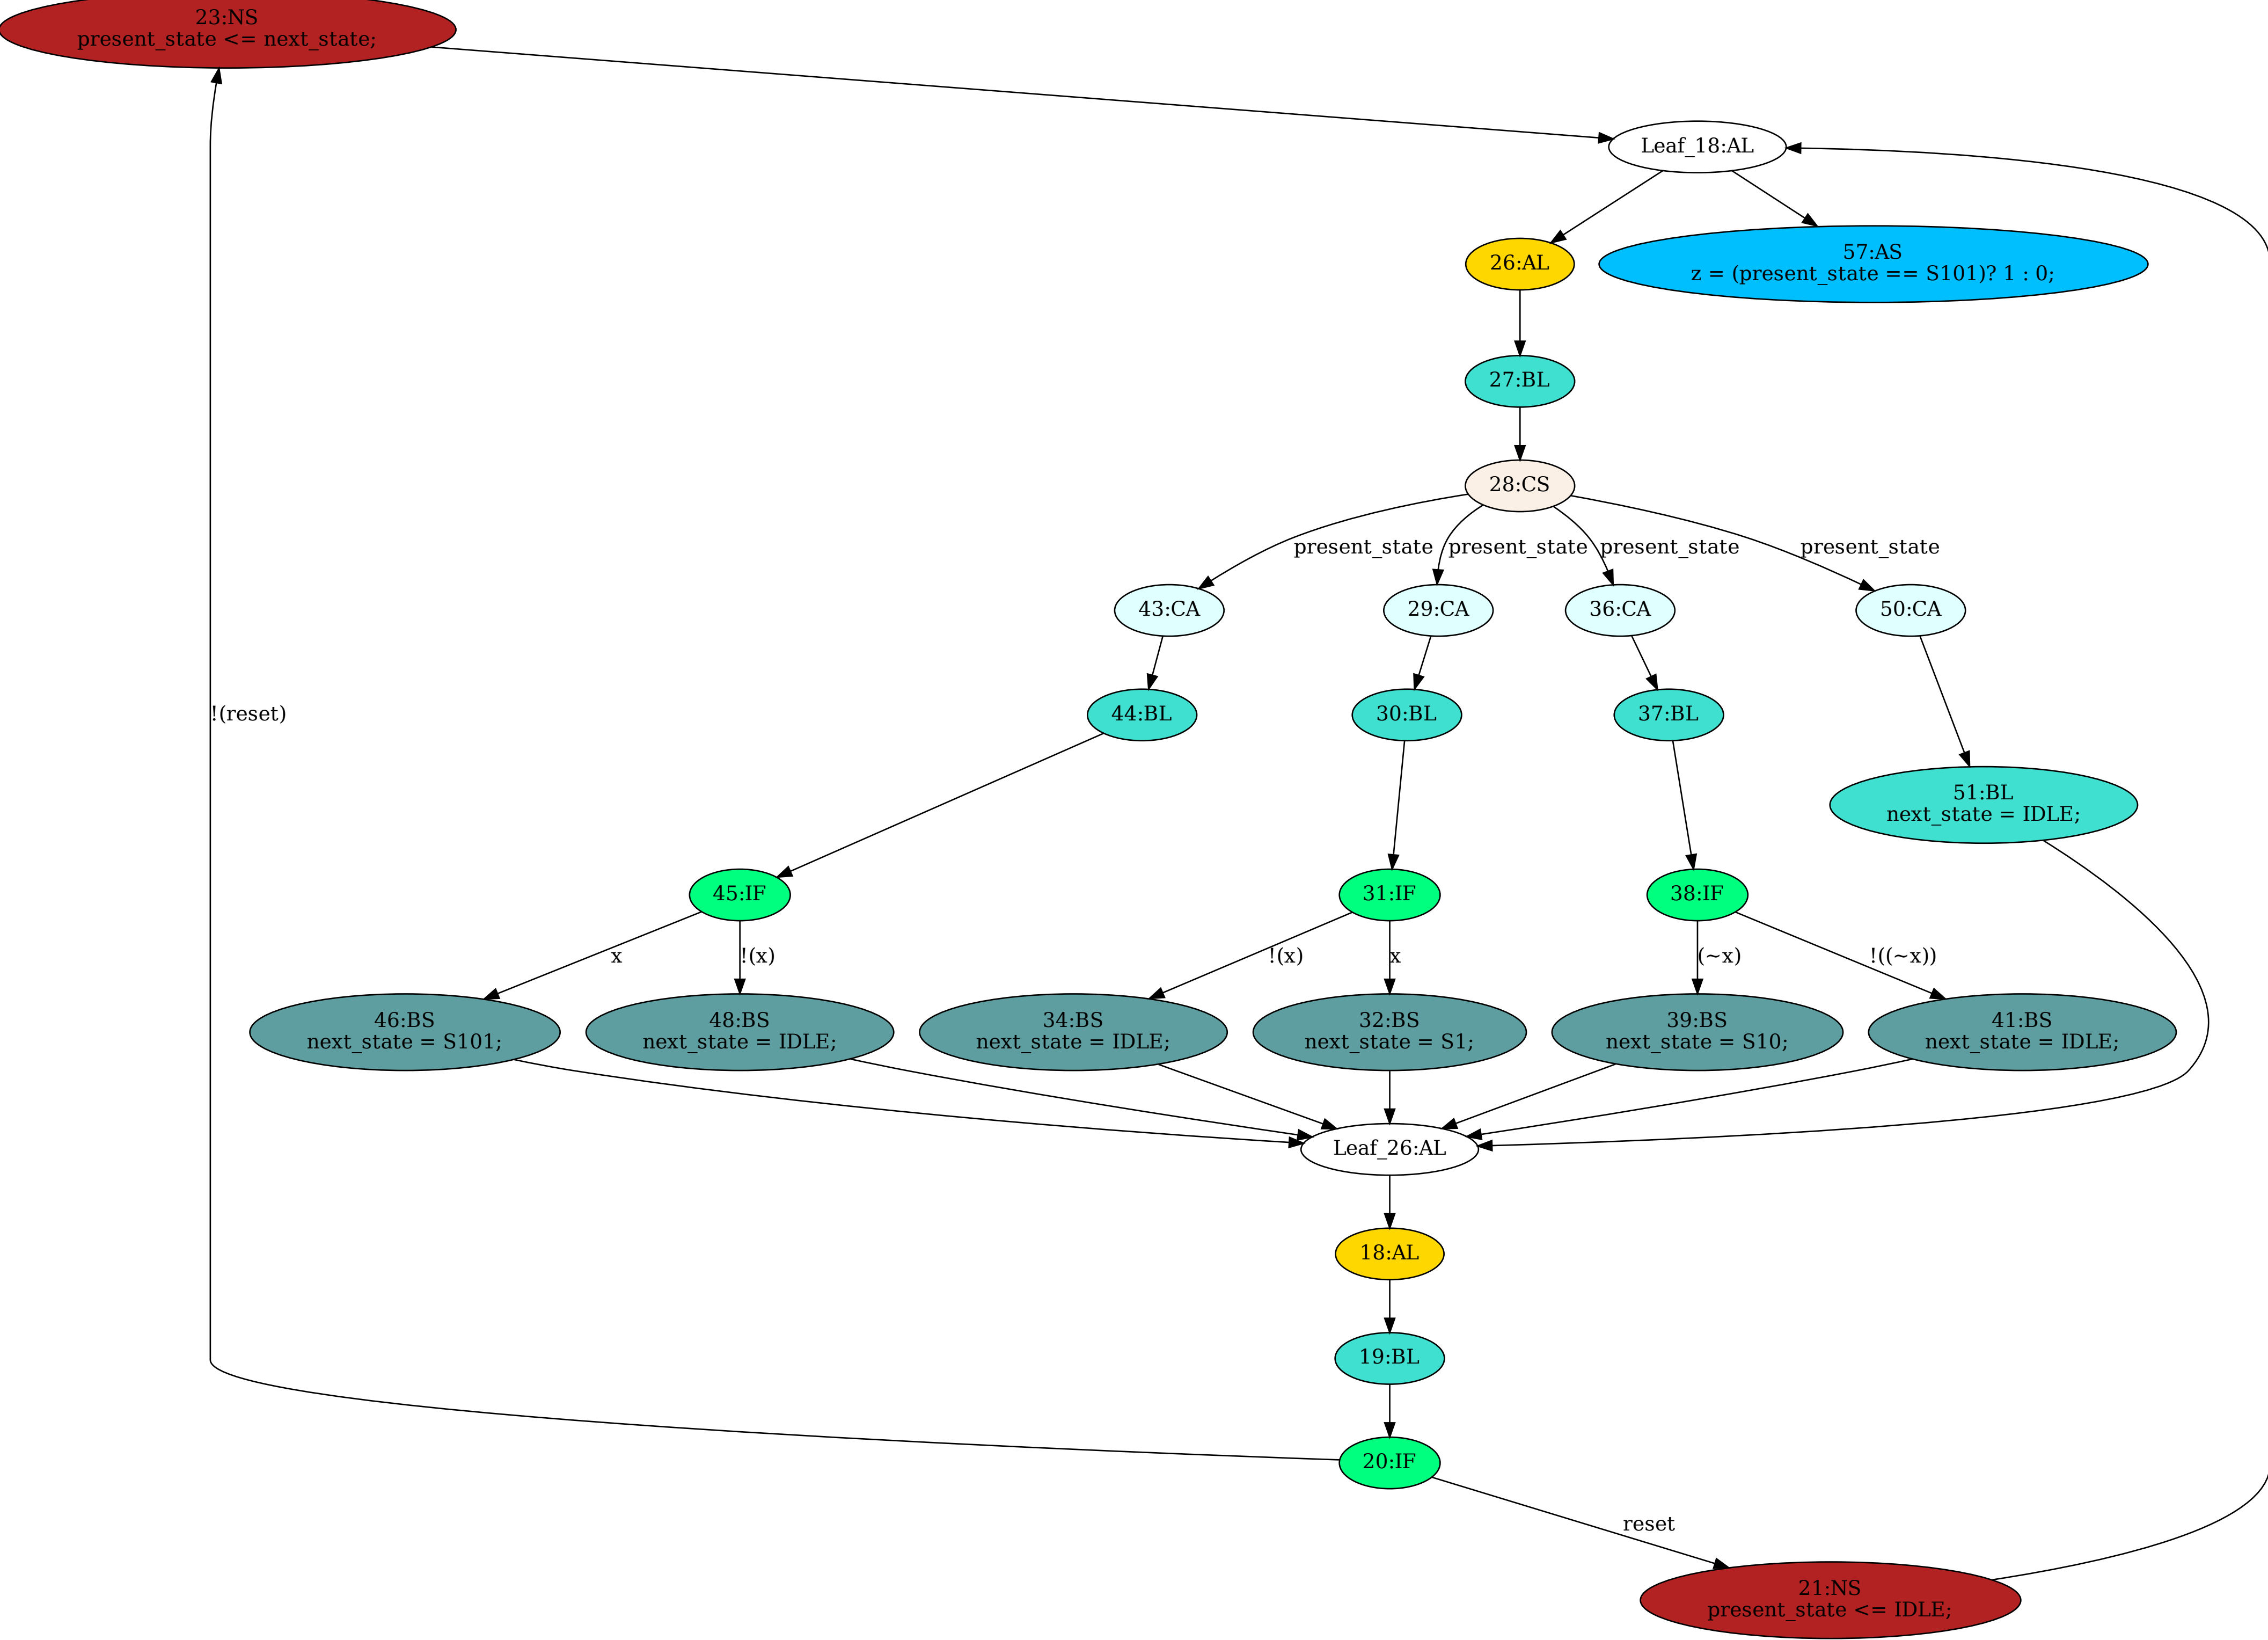 23:NS
present_state <= next_state;
Leaf_18:AL
26:AL
57:AS
z = (present_state == S101)? 1 : 0;
27:BL
28:CS
present_state
present_state
present_state
present_state
43:CA
29:CA
36:CA
50:CA
!(reset)
44:BL
30:BL
37:BL
51:BL
next_state = IDLE;
45:IF
31:IF
38:IF
x
!(x)
!(x)
x
(~x)
!((~x))
46:BS
next_state = S101;
48:BS
next_state = IDLE;
34:BS
next_state = IDLE;
32:BS
next_state = S1;
39:BS
next_state = S10;
41:BS
next_state = IDLE;
Leaf_26:AL
18:AL
19:BL
20:IF
reset
21:NS
present_state <= IDLE;